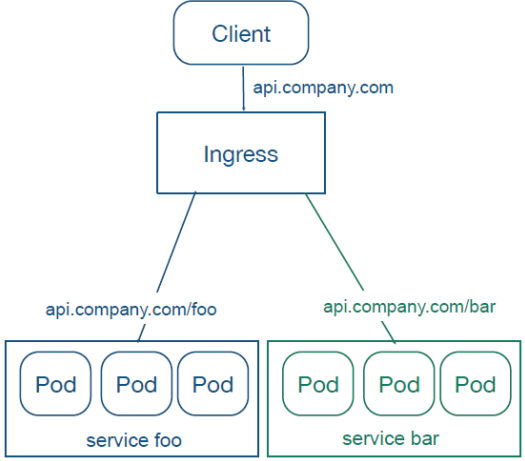 Client
api.company.com
Ingress
api.company.com/foo
api.company.com/bar
Pod Pod Pod
service foo
Pod Pod Pod
service bar